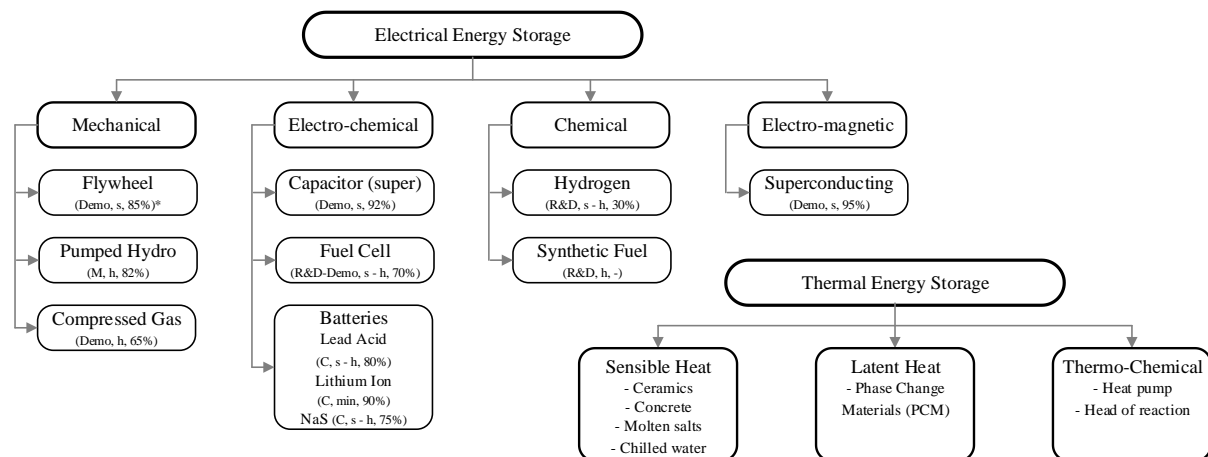 Electrical Energy Storage
Mechanical
Electro-chemical
Chemical
Electro-magnetic
Flywheel
(Demo, s, 85%)*
Capacitor (super)
(Demo, s, 92%)
Hydrogen
(R&D, s - h, 30%)
Superconducting
(Demo, s, 95%)
Pumped Hydro
(M, h, 82%)
Fuel Cell
(R&D-Demo, s - h, 70%)
Synthetic Fuel
(R&D, h, -)
Compressed Gas
(Demo, h, 65%)
Batteries
Lead Acid
(C, s - h, 80%)
Lithium Ion
(C, min, 90%)
NaS (C, s - h, 75%)
Thermal Energy Storage
Sensible Heat
- Ceramics
- Concrete
- Molten salts
- Chilled water
Latent Heat
- Phase Change
Materials (PCM)
Thermo-Chemical
- Heat pump
- Head of reaction